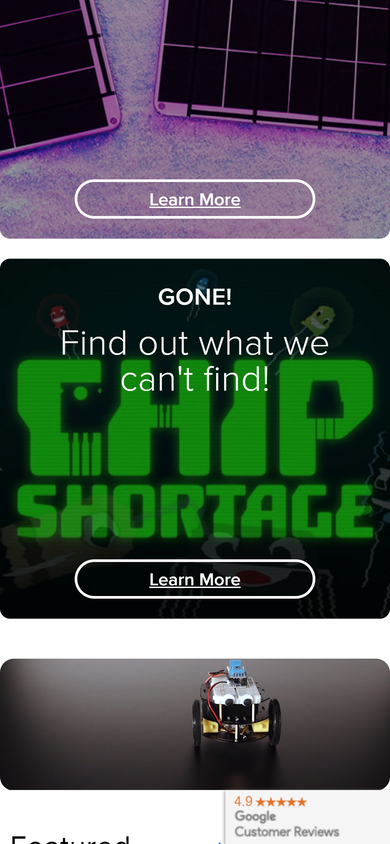 Learn More
GONE!
Find out what we
can't find!
CHIP
SHORTAGE
Learn More
4.9 ★★★★★
Google
Customer Reviews
Featured